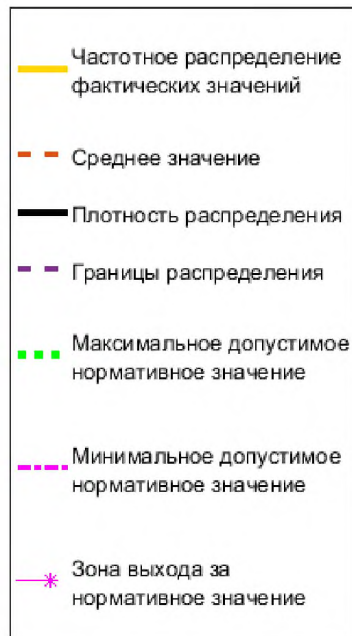 Частотное распределение
фактических значений
Среднее значение
Плотность распределения
Границы распределения
Максимальное допустимое
нормативное значение
Минимальное допустимое
нормативное значение
Зона выхода за
нормативное значение